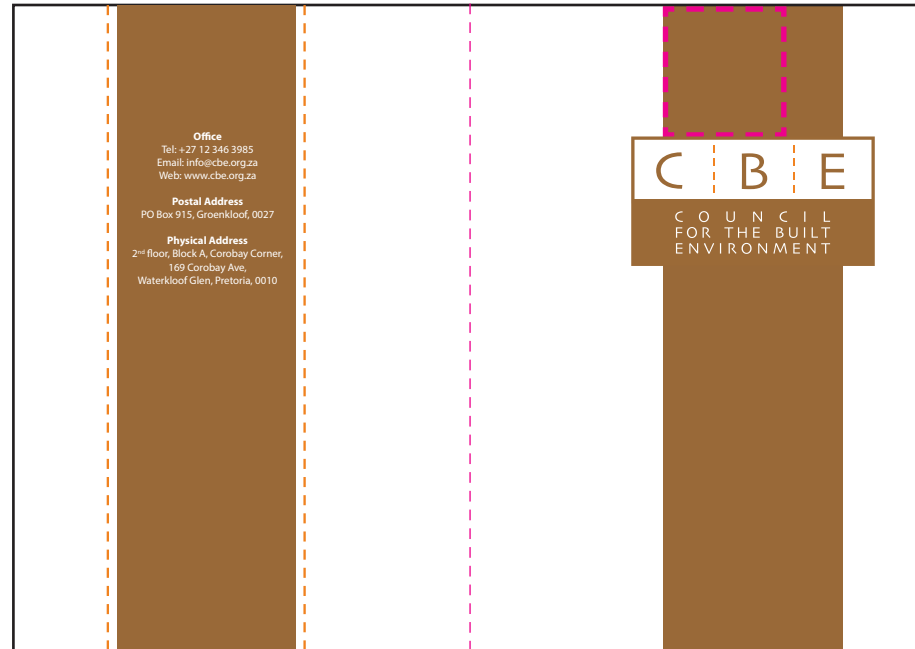 Office
Tel: +27 12 346 3985
Email: info@cbe.org.za
Web: www.cbe.org.za
Postal Address
PO Box 915, Groenkloof, 0027
Physical Address
2nd floor, Block A, Corobay Corner,
169 Corobay Ave,
Waterkloof Glen, Pretoria, 0010
C B E
COUNCIL
FOR THE BUILT
ENVIRONMENT